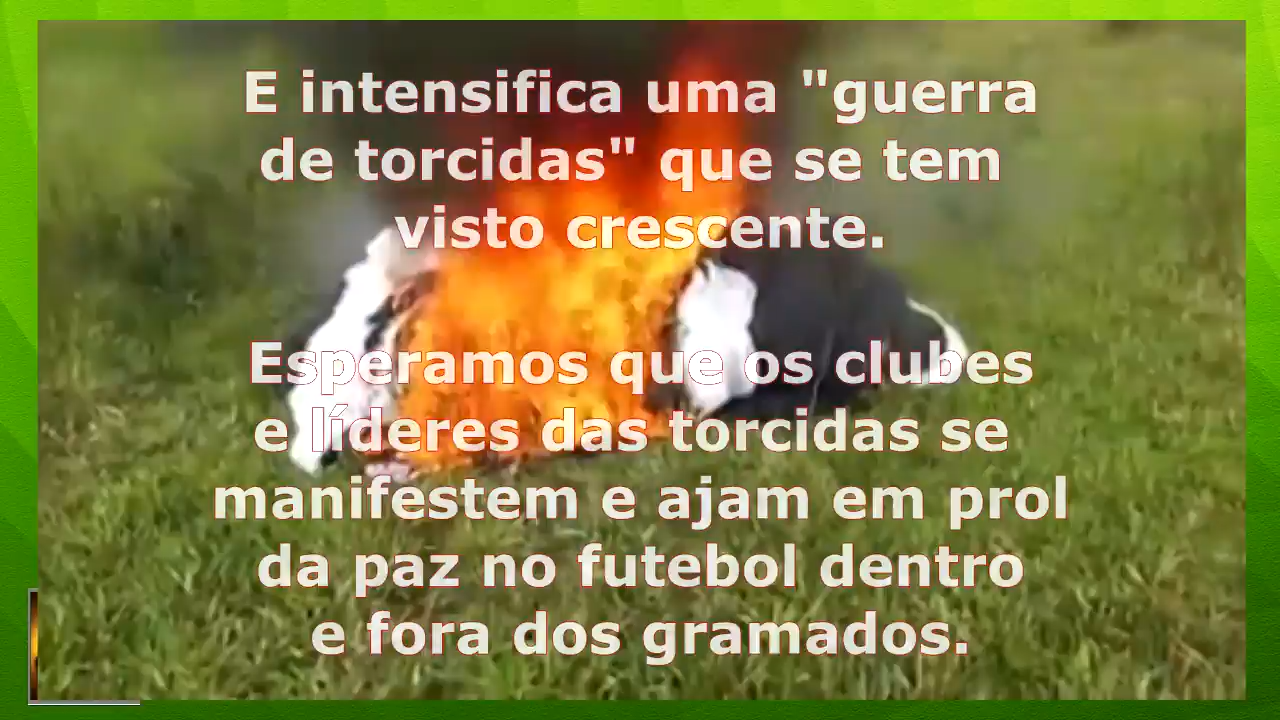 E intensifica uma "guerra
de torcidas" que se tem
visto crescente.
Esperamos que os clubes
e líderes das torcidas se
manifestem e ajam em prol
da paz no futebol dentro
e fora dos gramados.